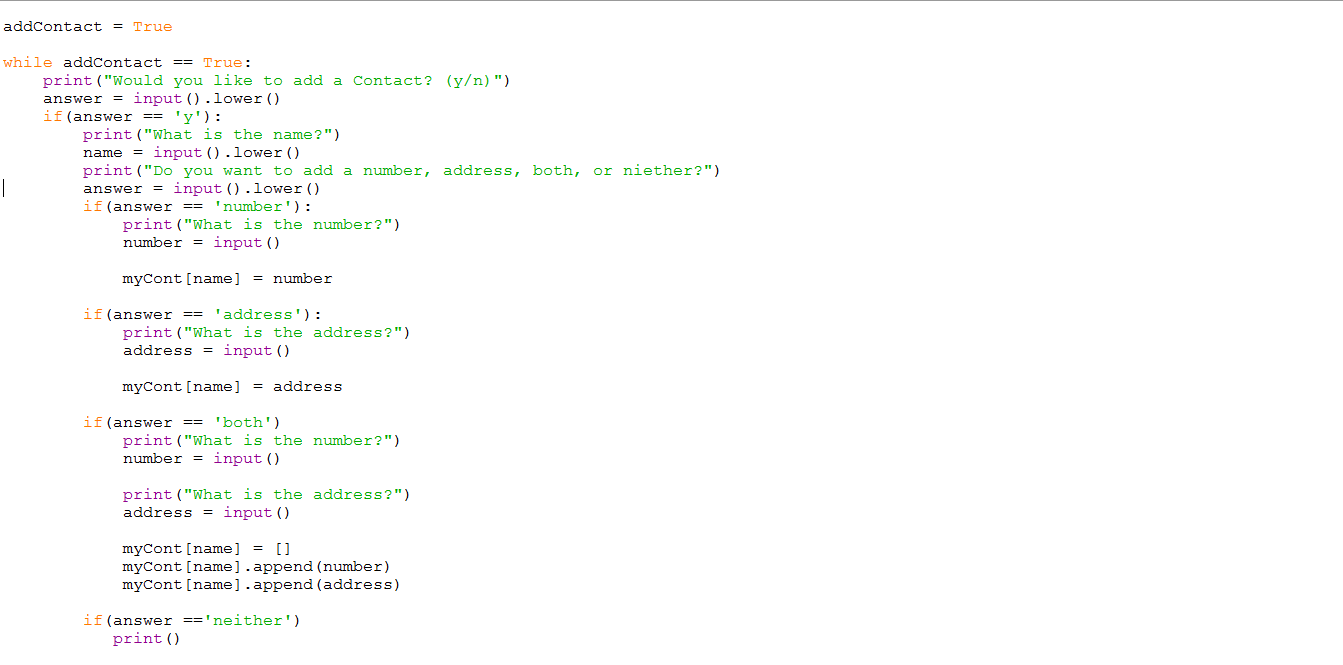 addContact = True
while addContact == True:
    print("Would you like to add a Contact? (y/n)")
    answer = input().lower()
    if(answer == 'y'):
        print("What is the name?")
        name = input().lower()
        print("Do you want to add a number, address, both, or niether?")
        answer = input().lower()
        if(answer == 'number'):
            print("What is the number?")
            number = input()
            myCont[name] = number
        if(answer == 'address'):
            print("What is the address?")
            address = input()
            myCont[name] = address
        if(answer == 'both')
            print("What is the number?")
            number = input()
            print("What is the address?")
            address = input()
            myCont[name] = []
            myCont[name].append(number)
            myCont[name].append(address)
        if(answer =='neither')
           print()